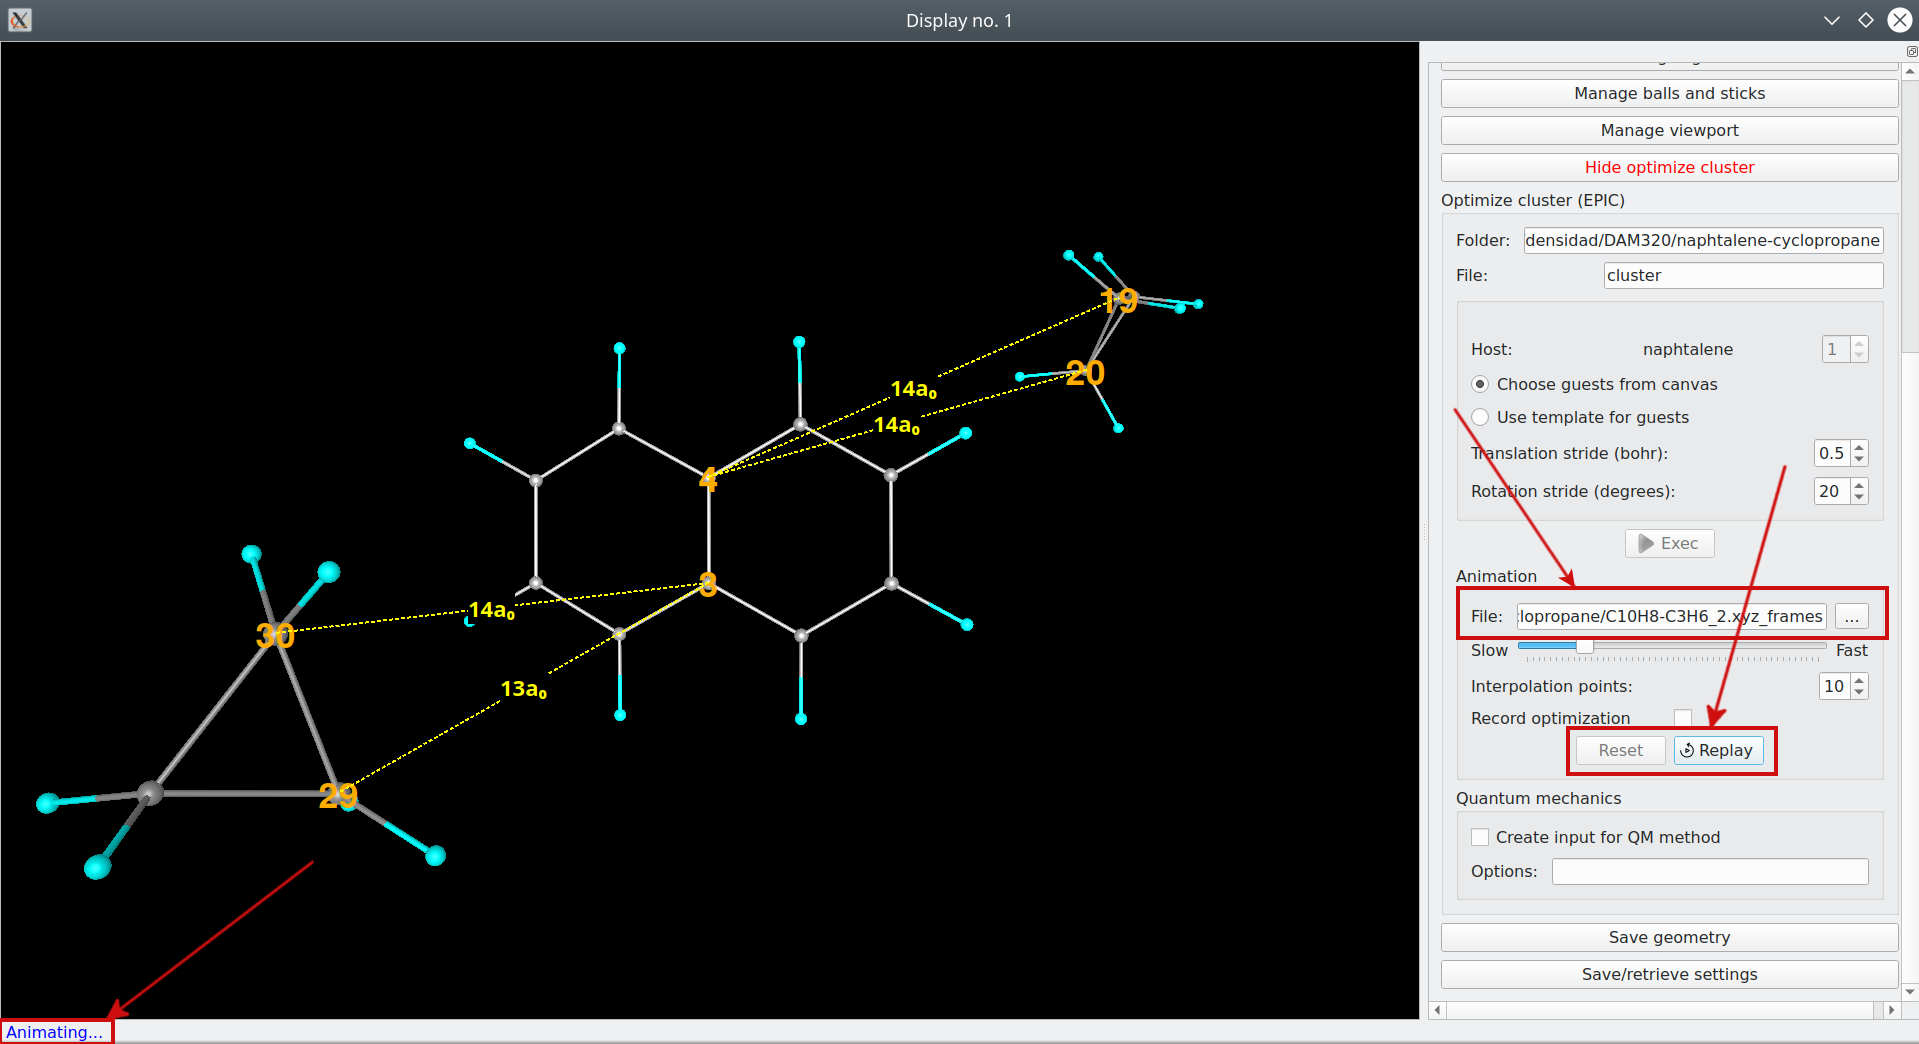 Display no. 1
Manage balls and sticks
Manage viewport
Hide optimize cluster
Optimize cluster (EPIC)
Folder: densidad/DAM320/naphtalene-cyclopropane
File: cluster
Host: naphtalene 1
Choose guests from canvas
Use template for guests
Translation stride (bohr): 0.5
Rotation stride (degrees): 20
Exec
Animation
File: lopropane/C10H8-C3H6_2.xyz_frames ...
Slow Fast
Interpolation points: 10
Record optimization
Reset Replay
Quantum mechanics
Create input for QM method
Options:
Save geometry
Save/retrieve settings
19
20
14a₀
14a₀
4
3
14a₀
30
13a₀
29
Animating...